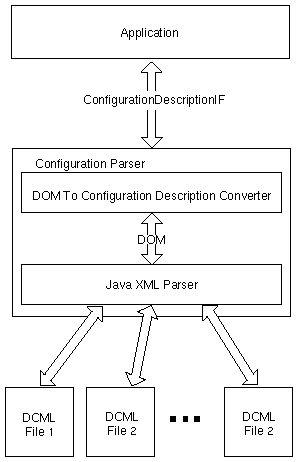 Application
ConfigurationDescriptionIF
Configuration Parser
DOM To Configuration Description Converter
DOM
Java XML Parser
DCML
File 1
DCML
File 2
DCML
File 2